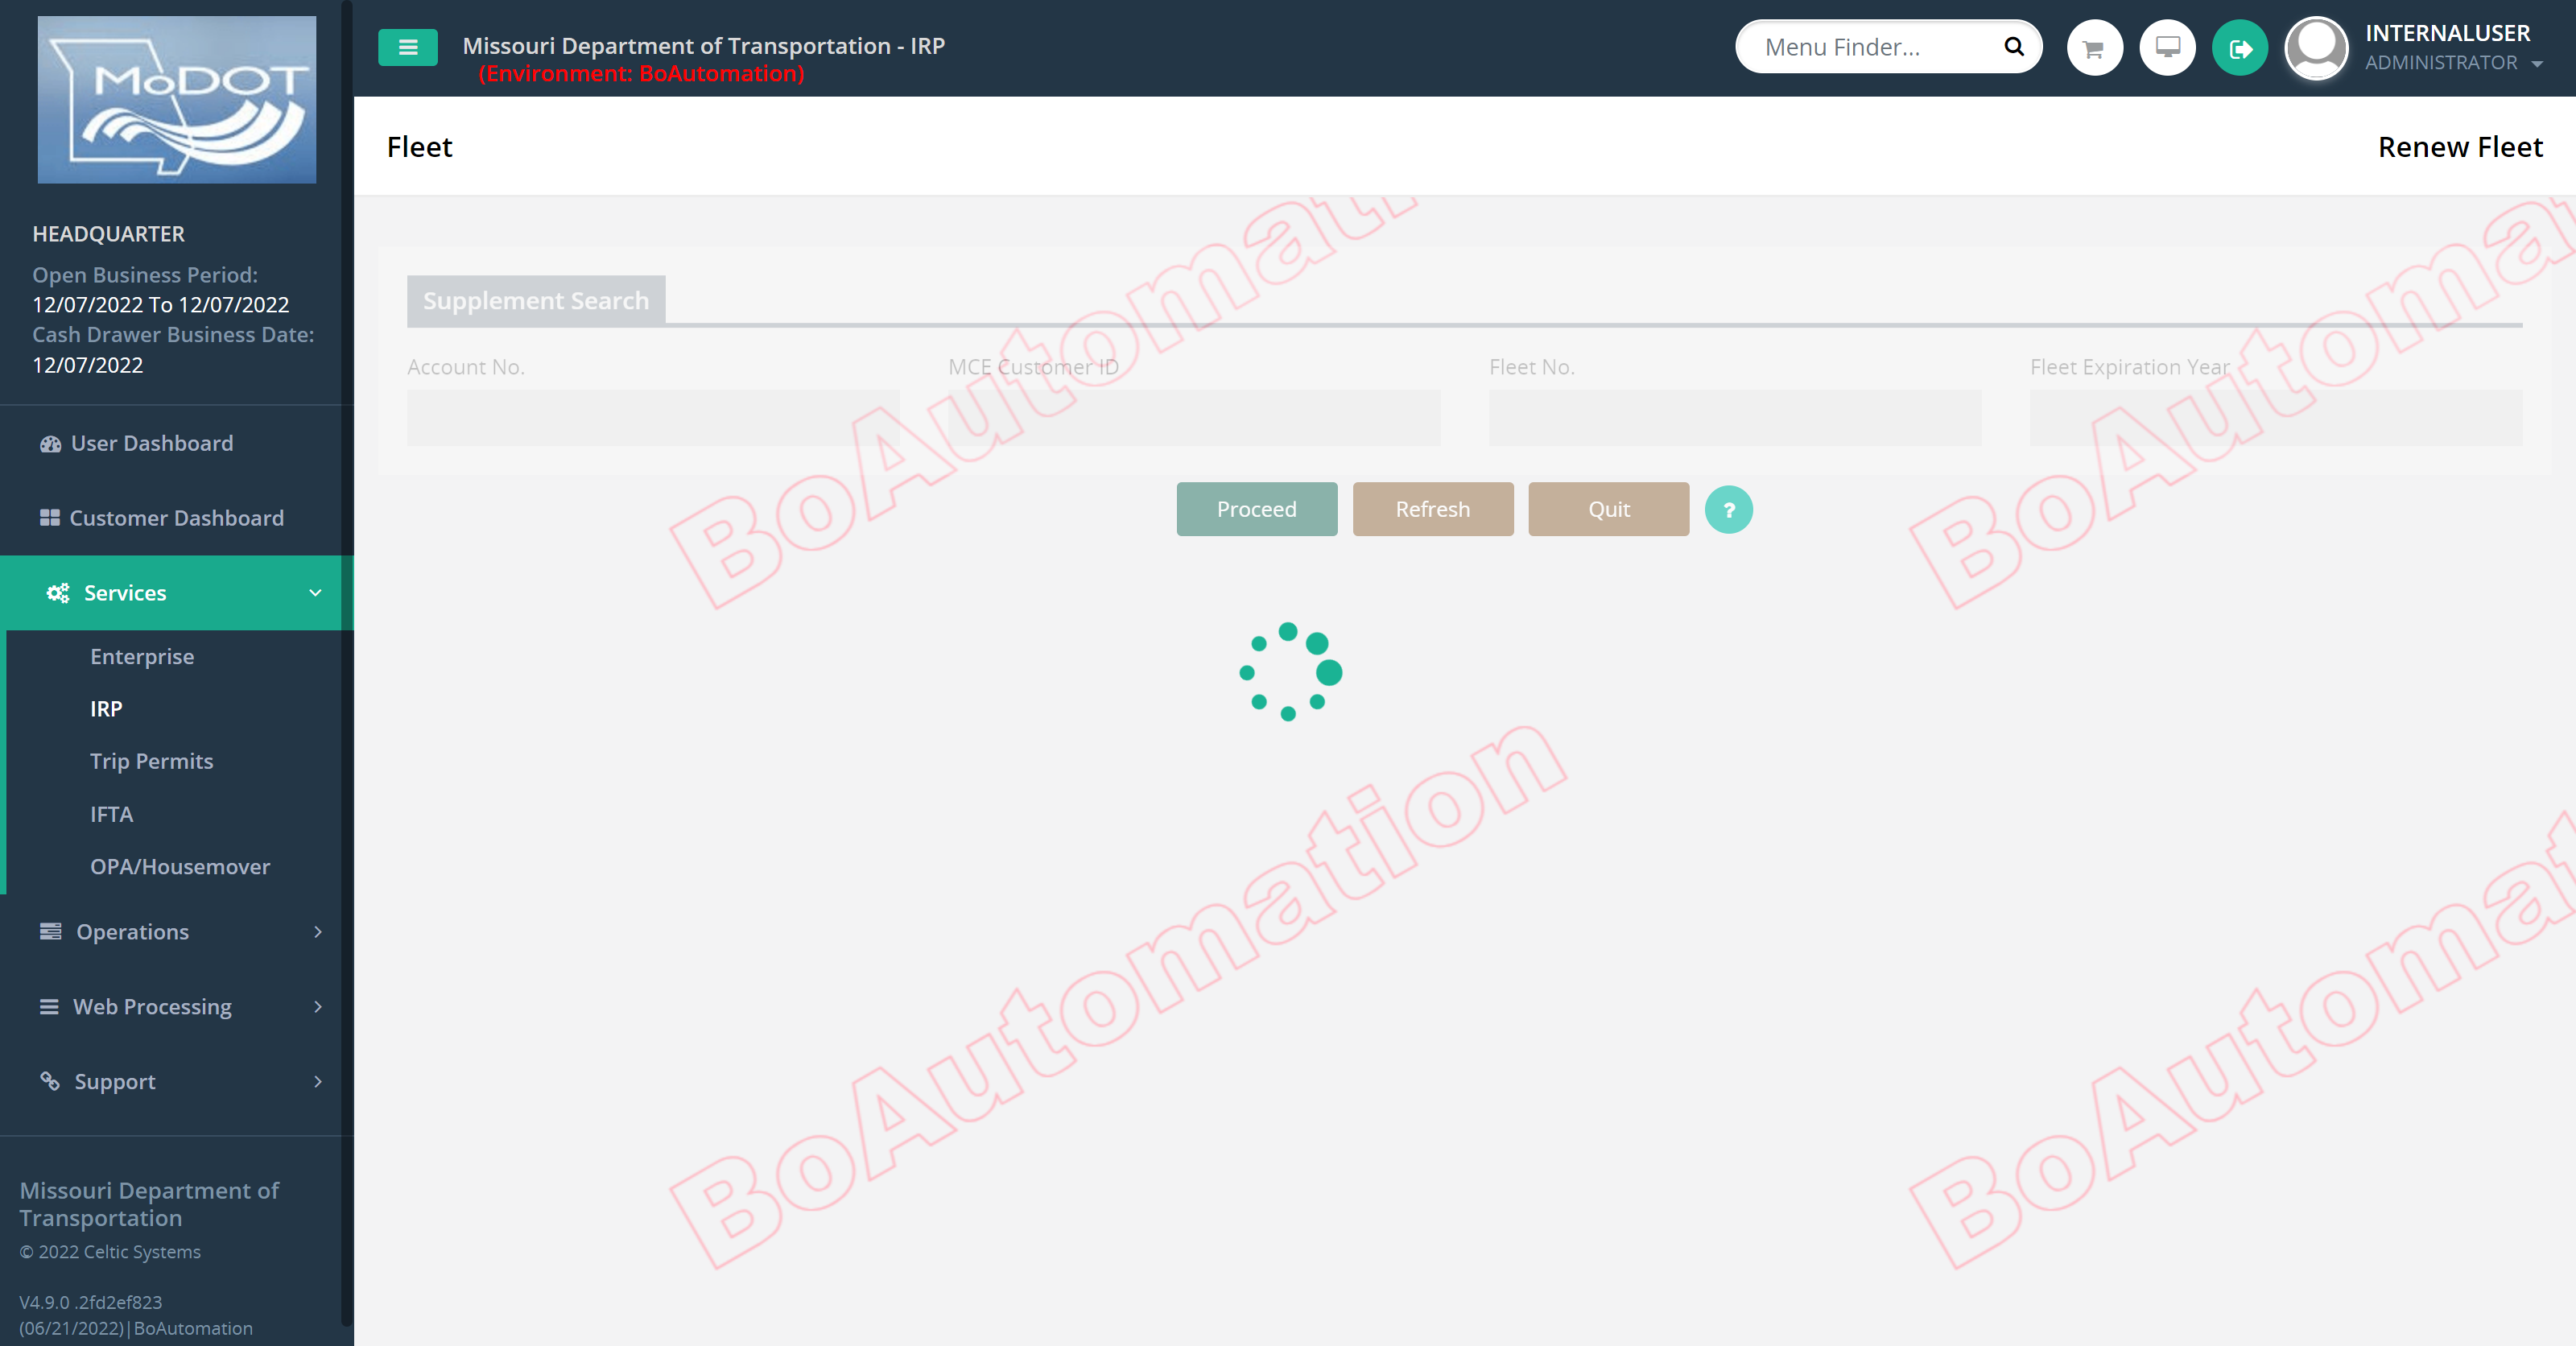 MoDOT
HEADQUARTER
Open Business Period:
12/07/2022 To 12/07/2022
Cash Drawer Business Date:
12/07/2022
User Dashboard
Customer Dashboard
Services
Enterprise
IRP
Trip Permits
IFTA
OPA/Housemover
Operations
Web Processing
Support
Missouri Department of
Transportation
© 2022 Celtic Systems
V4.9.0 .2fd2ef823
(06/21/2022)|BoAutomation
Missouri Department of Transportation - IRP
(Environment: BoAutomation)
Menu Finder...
INTERNALUSER
ADMINISTRATOR
Fleet
Renew Fleet
Supplement Search
Account No.
MCE Customer ID
Fleet No.
Fleet Expiration Year
Proceed
Refresh
Quit
?
BoAutomati
BoAutoma
BoAutomation
BoAutomat